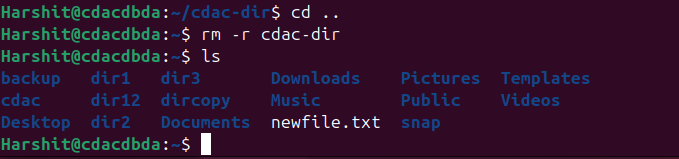 Harshit@cdacdbda:~/cdac-dir$ cd ..
Harshit@cdacdbda:~$ rm -r cdac-dir
Harshit@cdacdbda:~$ ls
backup   dir1   dir3       Downloads    Pictures  Templates
cdac     dir12  dircopy    Music        Public    Videos
Desktop  dir2   Documents  newfile.txt  snap
Harshit@cdacdbda:~$